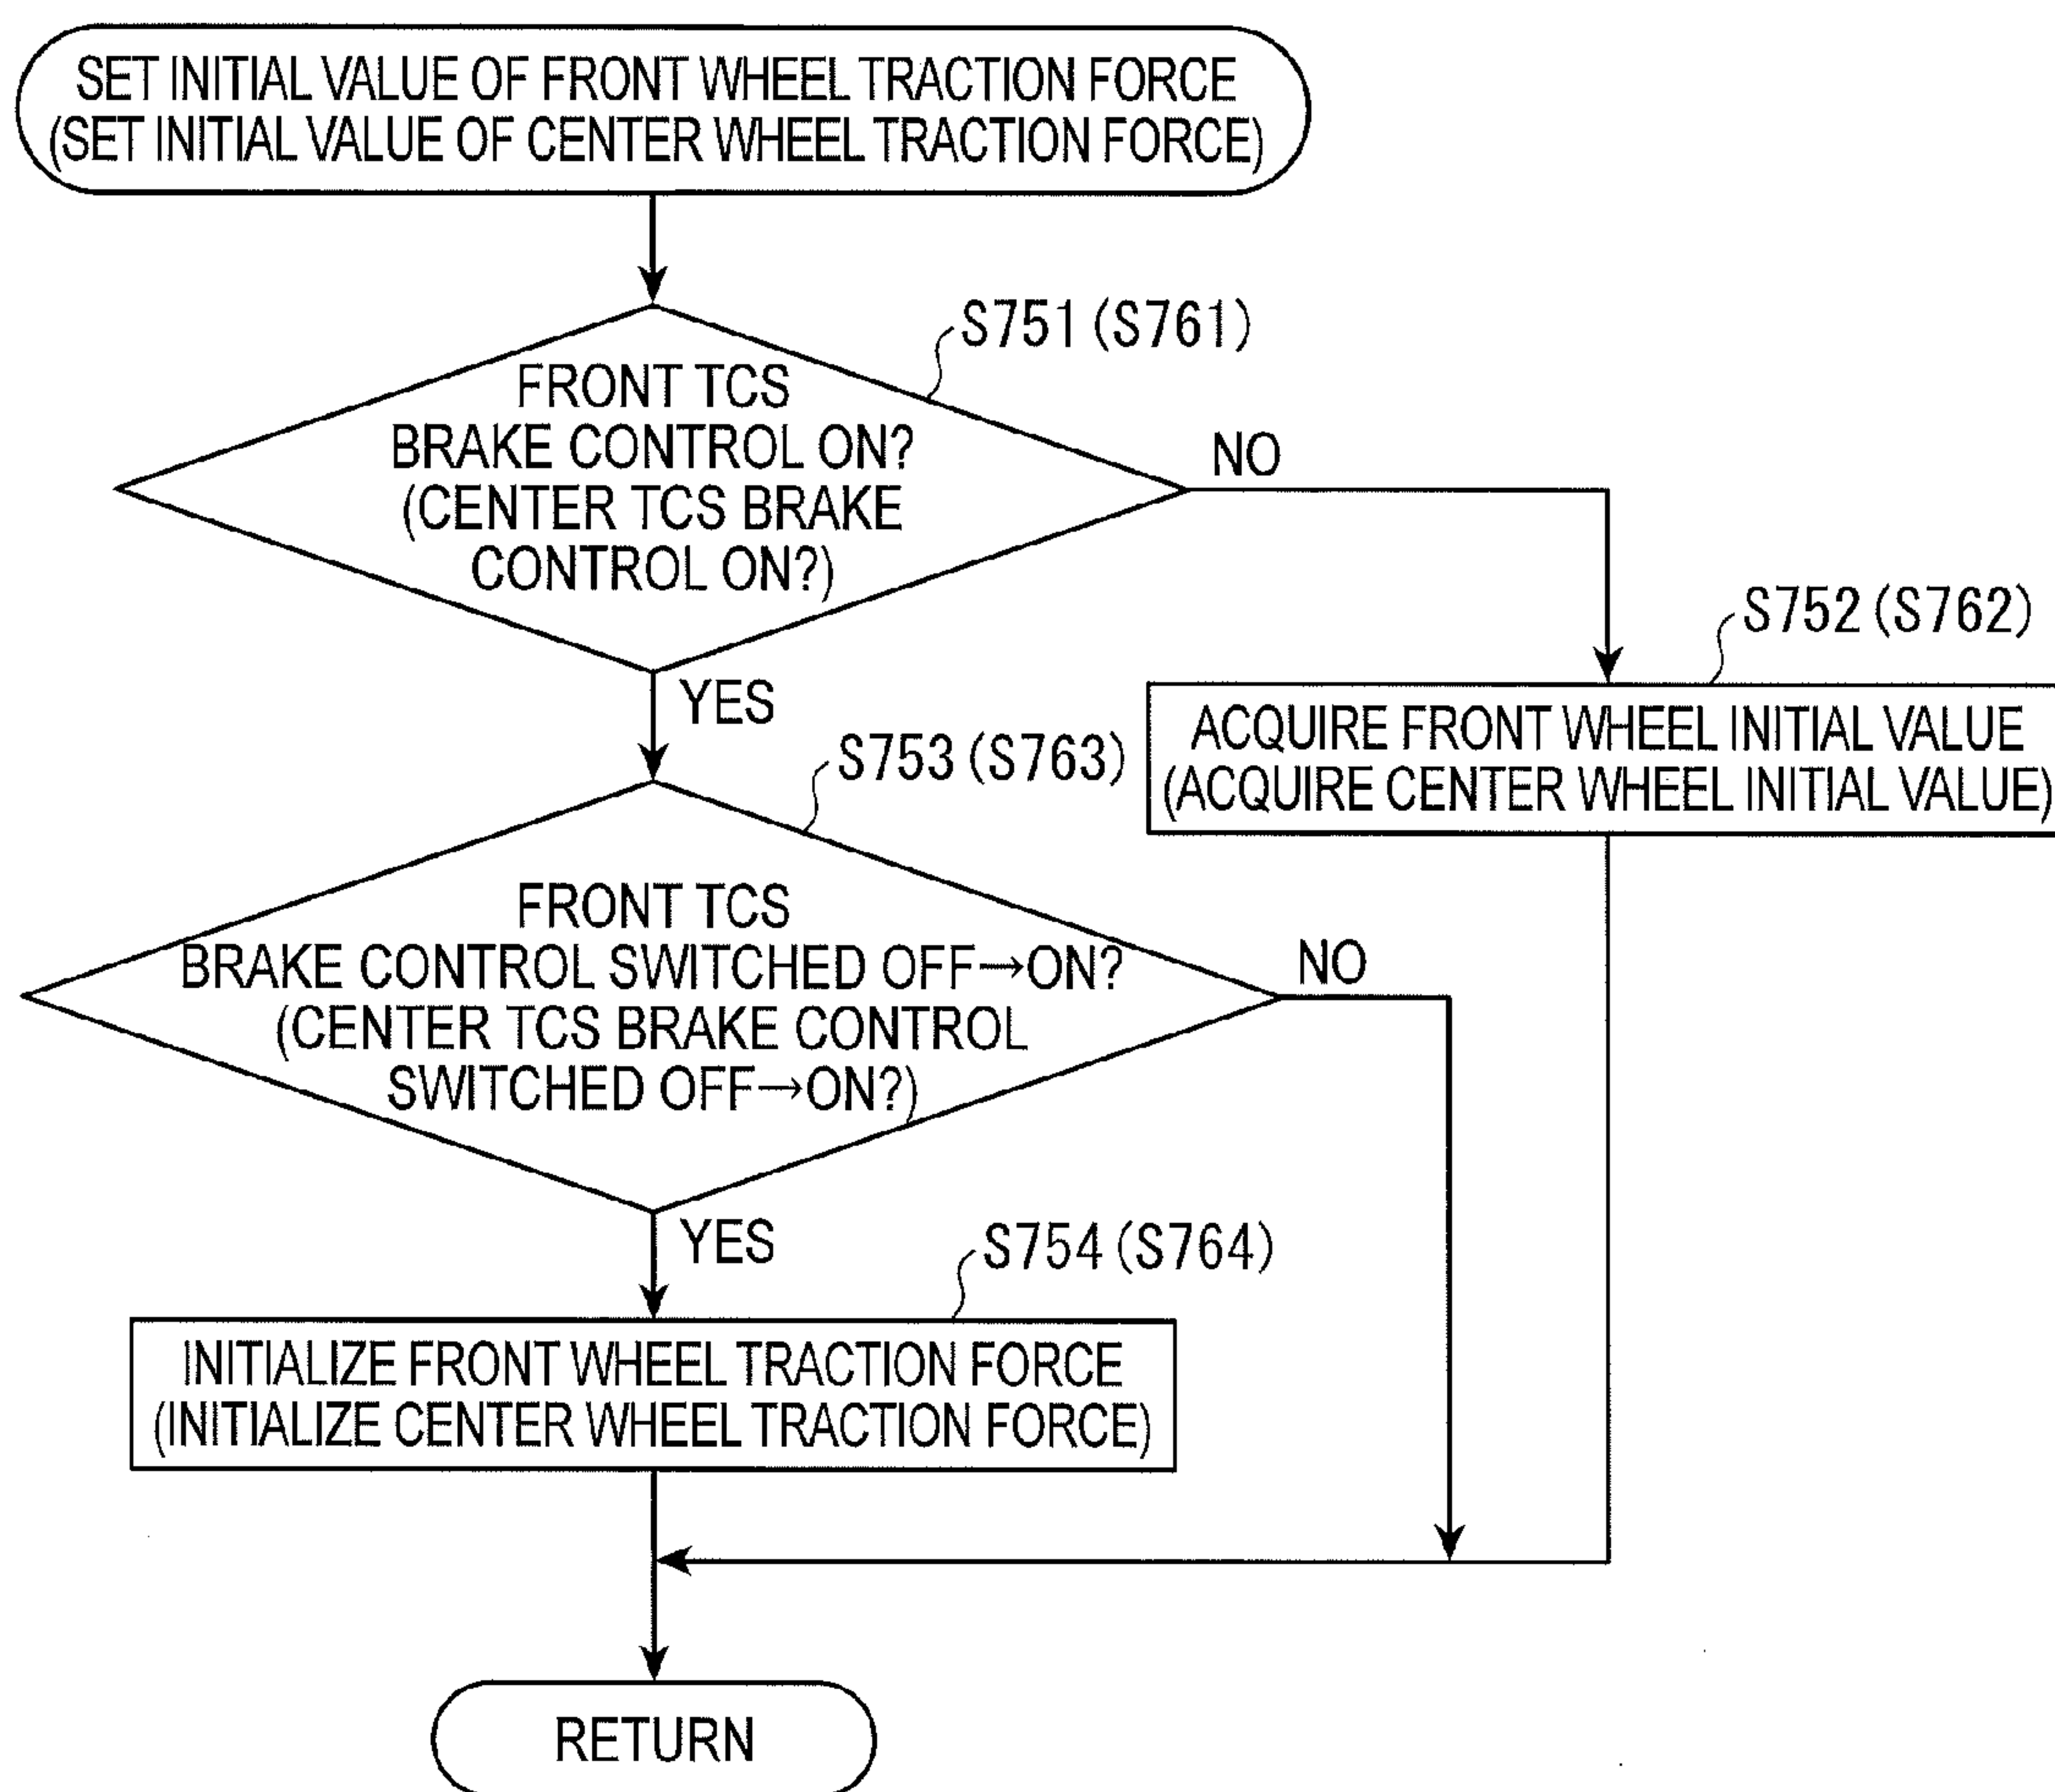 SET INITIAL VALUE OF FRONT WHEEL TRACTION FORCE
(SET INITIAL VALUE OF CENTER WHEEL TRACTION FORCE)
S751 (S761)
FRONT TCS
BRAKE CONTROL ON?
(CENTER TCS BRAKE
CONTROL ON?)
NO
YES
S752 (S762)
ACQUIRE FRONT WHEEL INITIAL VALUE
(ACQUIRE CENTER WHEEL INITIAL VALUE)
S753 (S763)
FRONT TCS
BRAKE CONTROL SWITCHED OFF→ON?
(CENTER TCS BRAKE CONTROL
SWITCHED OFF→ON?)
NO
YES
S754 (S764)
INITIALIZE FRONT WHEEL TRACTION FORCE
(INITIALIZE CENTER WHEEL TRACTION FORCE)
RETURN